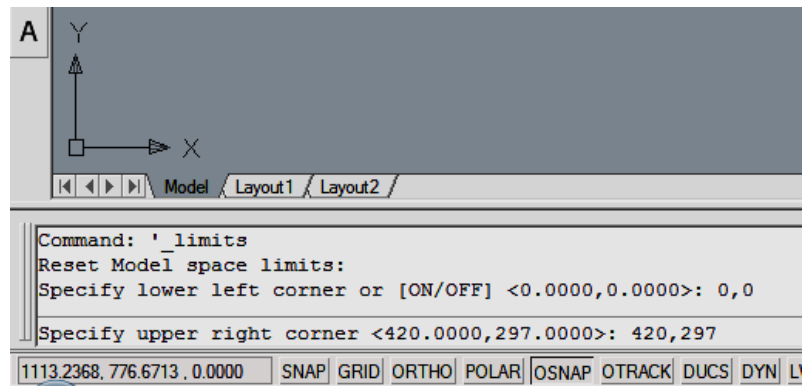 A
Y
X
Model Layout1 Layout2
Command: '_limits
Reset Model space limits:
Specify lower left corner or [ON/OFF] <0.0000,0.0000>: 0,0
Specify upper right corner <420.0000,297.0000>: 420,297
1113.2368, 776.6713 , 0.0000 SNAP GRID ORTHO POLAR OSNAP OTRACK DUCS DYN